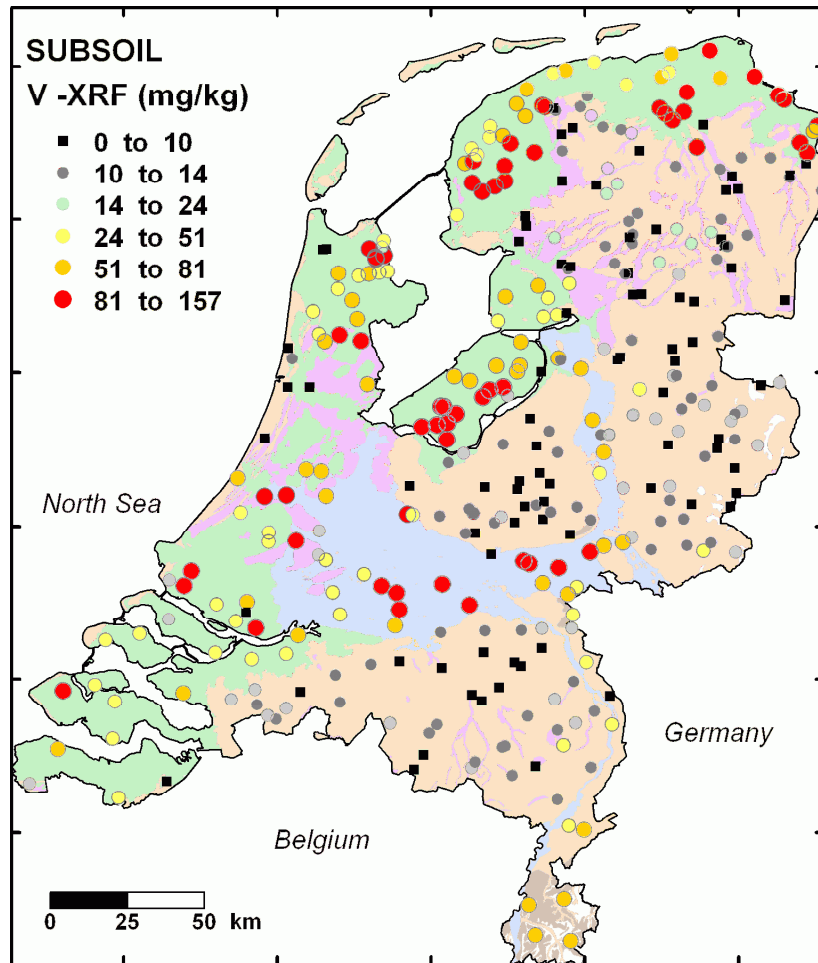 SUBSOIL
V -XRF (mg/kg)
0 to 10
10 to 14
14 to 24
24 to 51
51 to 81
81 to 157
North Sea
Germany
Belgium
0 25 50 km